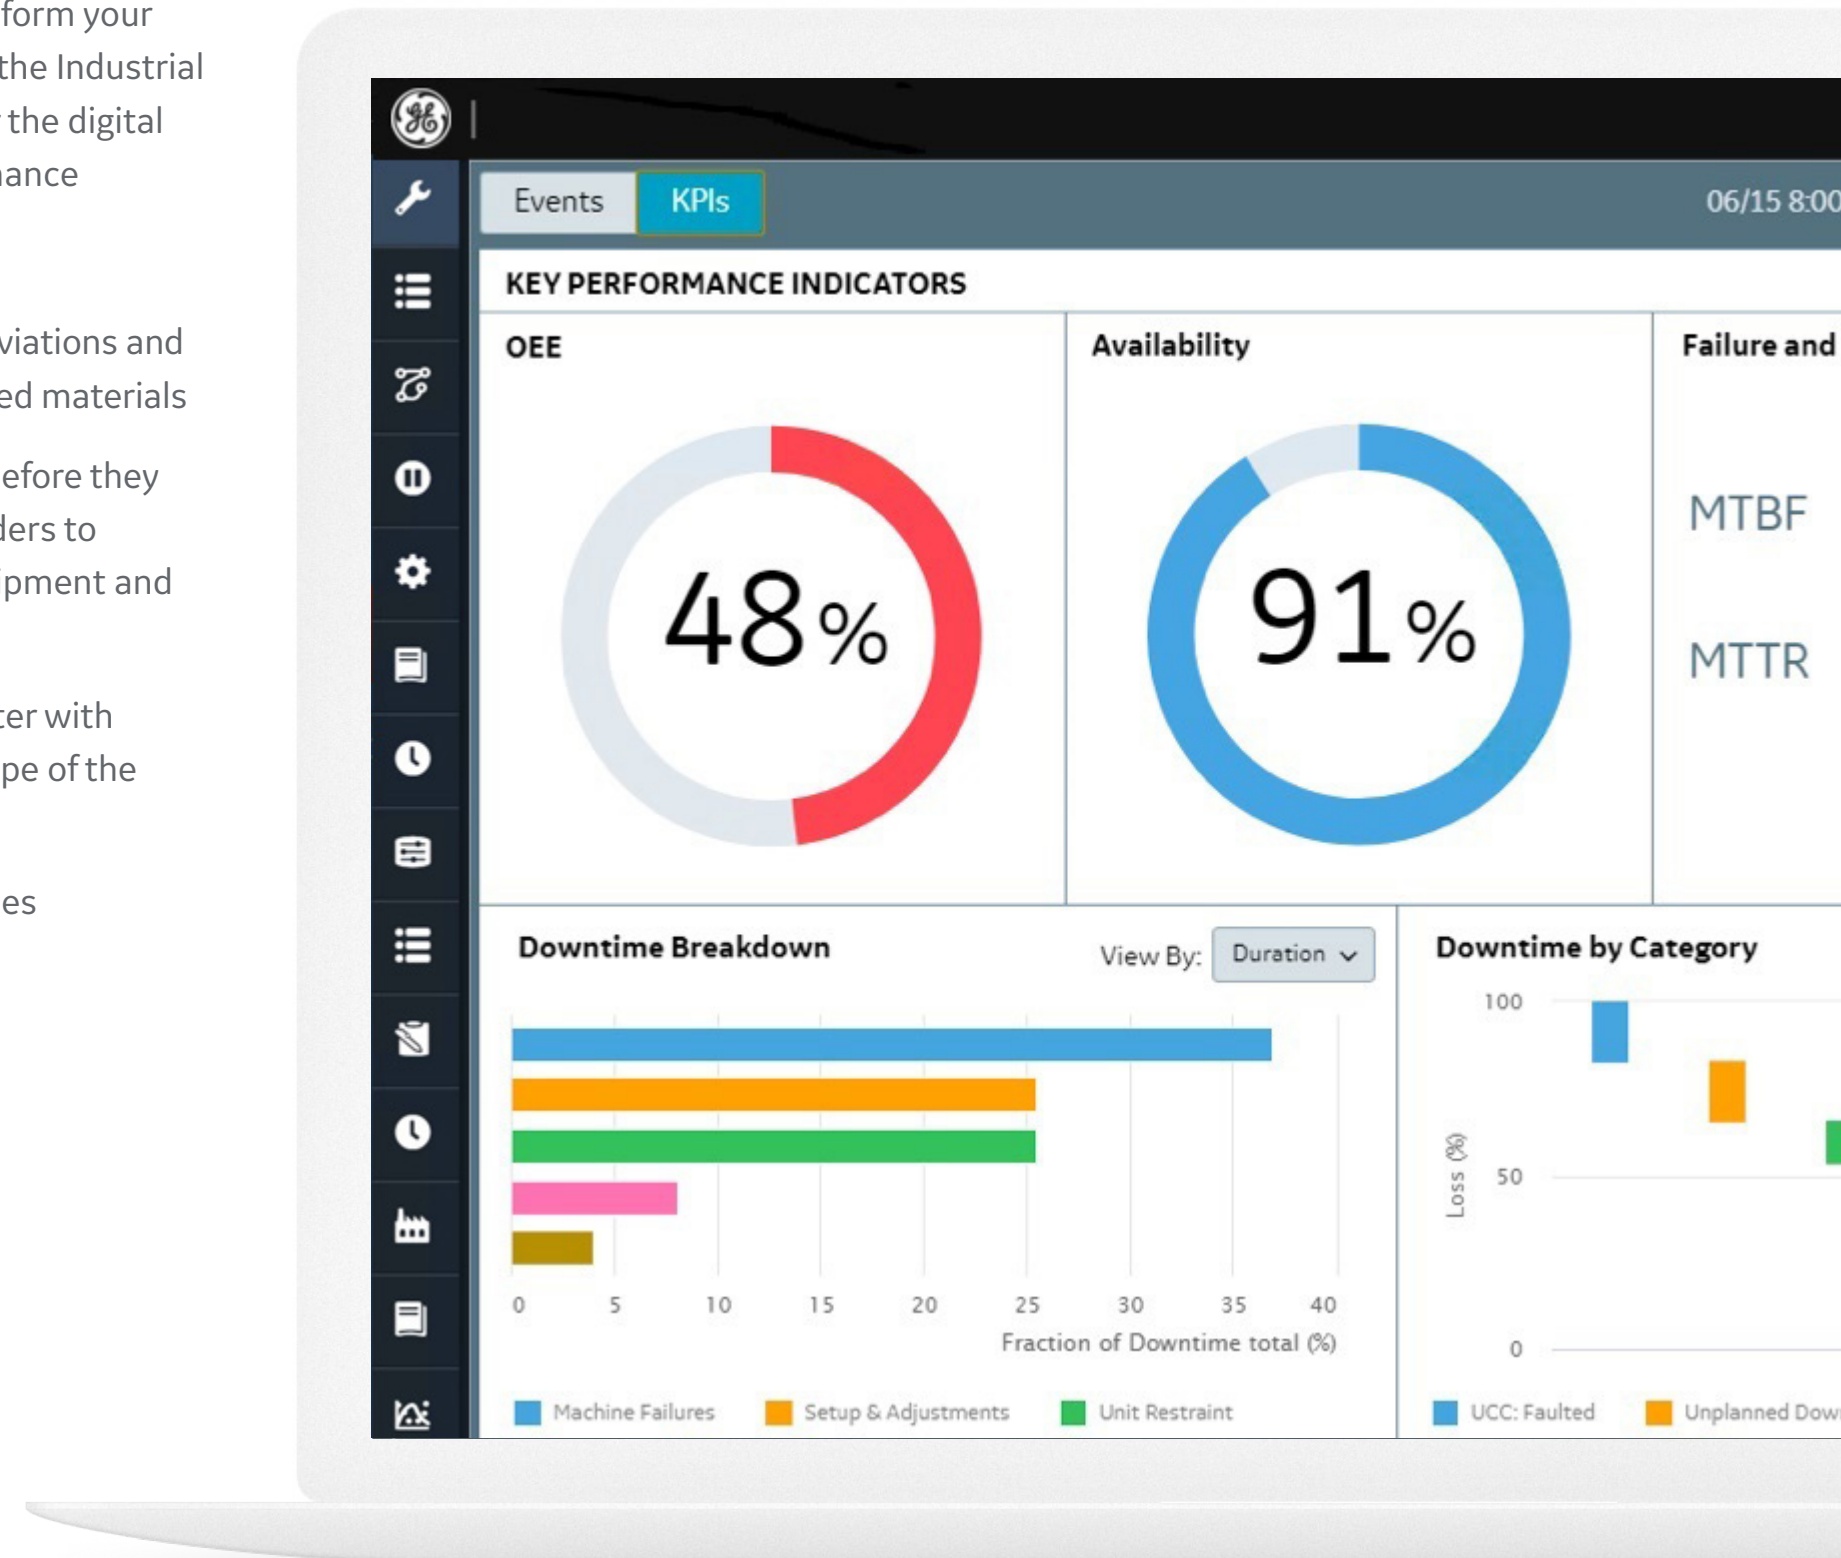 form your
the Industrial
the digital
viations and
ed materials
efore they
ders to
ipment and
ter with
pe of the
es
Events
KPIs
06/15 8:00
KEY PERFORMANCE INDICATORS
OEE
48%
Availability
91%
Failure and
MTBF
MTTR
Downtime Breakdown
View By:
Duration
0 5 10 15 20 25 30 35 40
Fraction of Downtime total (%)
Machine Failures
Setup & Adjustments
Unit Restraint
Downtime by Category
100
50
0
Loss (%)
UCC: Faulted
Unplanned Dow